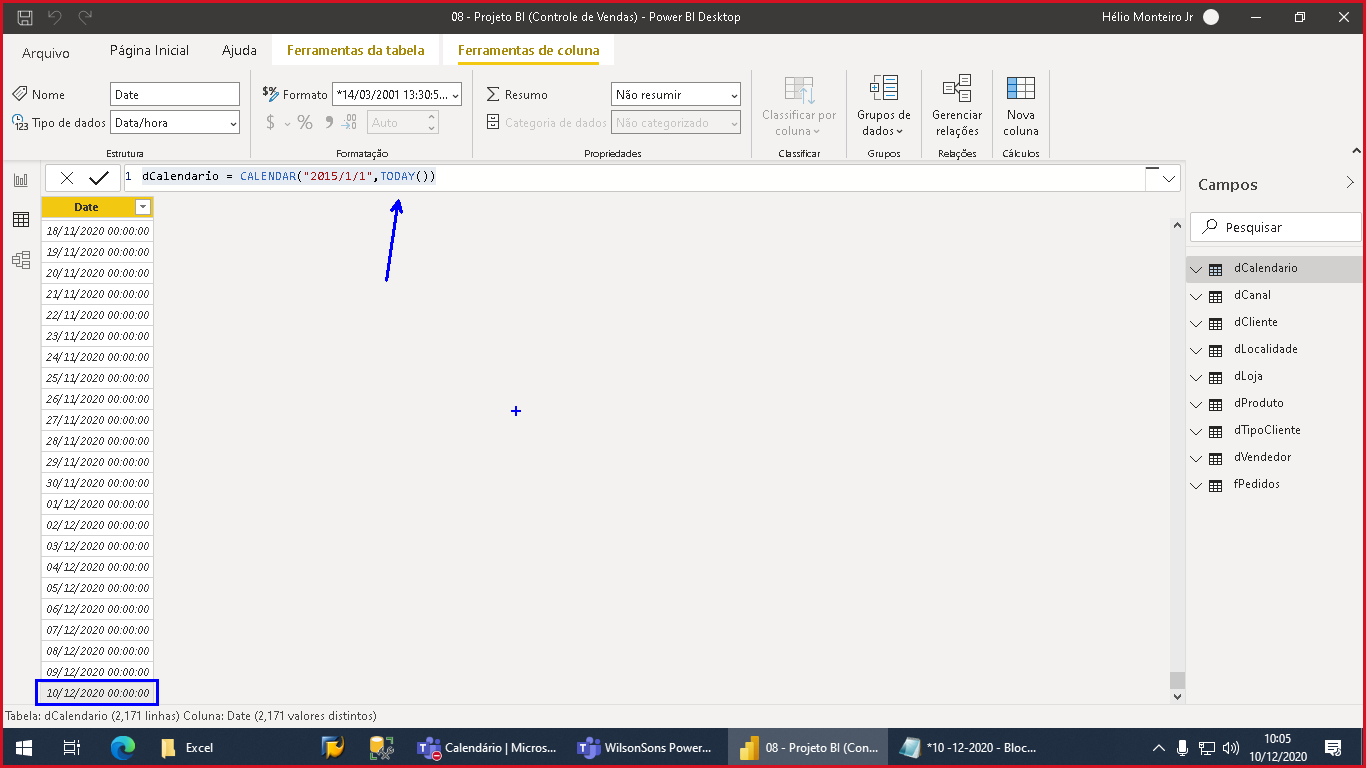 08 - Projeto BI (Controle de Vendas) - Power BI Desktop
Hélio Monteiro Jr
Arquivo
Página Inicial
Ajuda
Ferramentas da tabela
Ferramentas de coluna
Nome
Date
Tipo de dados
Data/hora
Estrutura
Formato
*14/03/2001 13:30:5...
$
%
Auto
Formatação
Resumo
Não resumir
Categoria de dados
Não categorizado
Propriedades
Classificar por
coluna
Classificar
Grupos de
dados
Grupos
Gerenciar
relações
Relações
Nova
coluna
Cálculos
1 dCalendario = CALENDAR("2015/1/1",TODAY())
Date
18/11/2020 00:00:00
19/11/2020 00:00:00
20/11/2020 00:00:00
21/11/2020 00:00:00
22/11/2020 00:00:00
23/11/2020 00:00:00
24/11/2020 00:00:00
25/11/2020 00:00:00
26/11/2020 00:00:00
27/11/2020 00:00:00
28/11/2020 00:00:00
29/11/2020 00:00:00
30/11/2020 00:00:00
01/12/2020 00:00:00
02/12/2020 00:00:00
03/12/2020 00:00:00
04/12/2020 00:00:00
05/12/2020 00:00:00
06/12/2020 00:00:00
07/12/2020 00:00:00
08/12/2020 00:00:00
09/12/2020 00:00:00
10/12/2020 00:00:00
Campos
Pesquisar
dCalendario
dCanal
dCliente
dLocalidade
dLoja
dProduto
dTipoCliente
dVendedor
fPedidos
Tabela: dCalendario (2,171 linhas) Coluna: Date (2,171 valores distintos)
Excel
Calendário | Micros...
WilsonSons Power...
08 - Projeto BI (Con...
*10 -12-2020 - Bloc...
10:05
10/12/2020